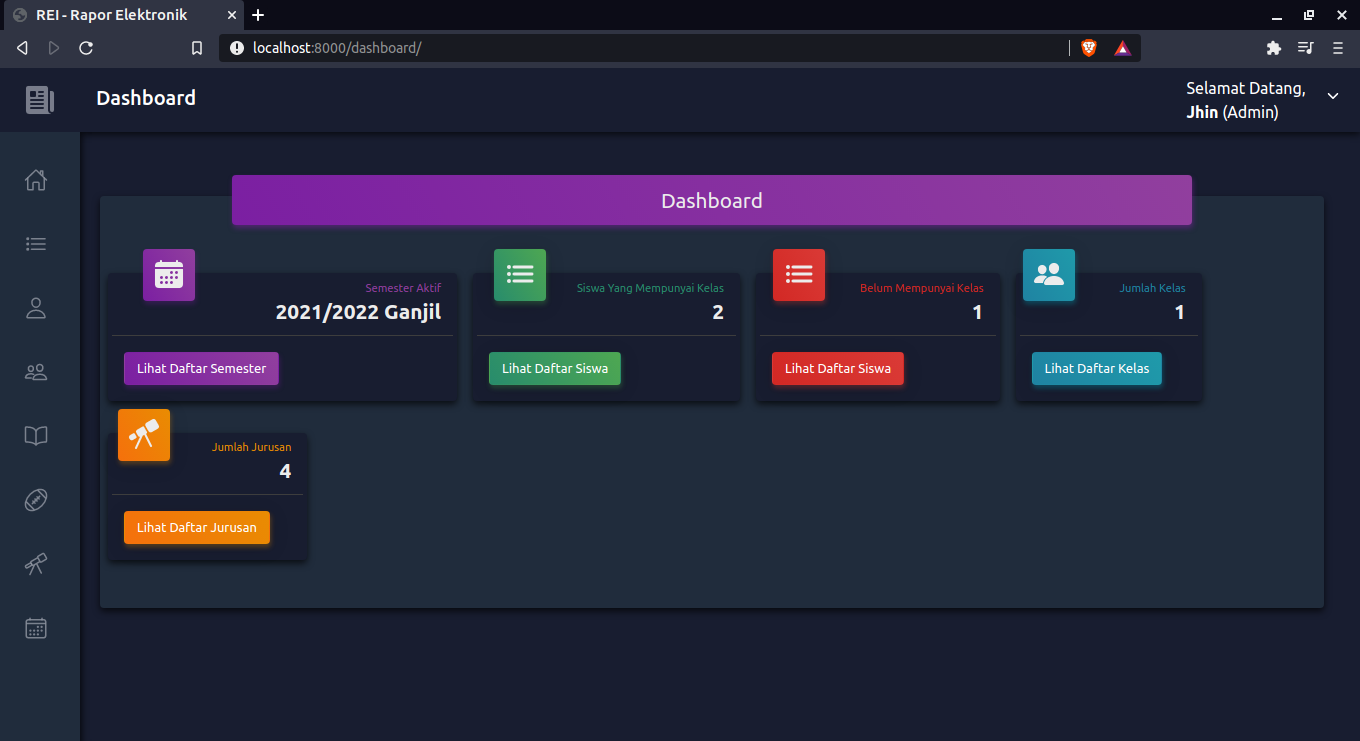 REI - Rapor Elektronik
localhost:8000/dashboard/
Dashboard
Selamat Datang,
Jhin (Admin)
Dashboard
Semester Aktif
2021/2022 Ganjil
Lihat Daftar Semester
Siswa Yang Mempunyai Kelas
2
Lihat Daftar Siswa
Belum Mempunyai Kelas
1
Lihat Daftar Siswa
Jumlah Kelas
1
Lihat Daftar Kelas
Jumlah Jurusan
4
Lihat Daftar Jurusan